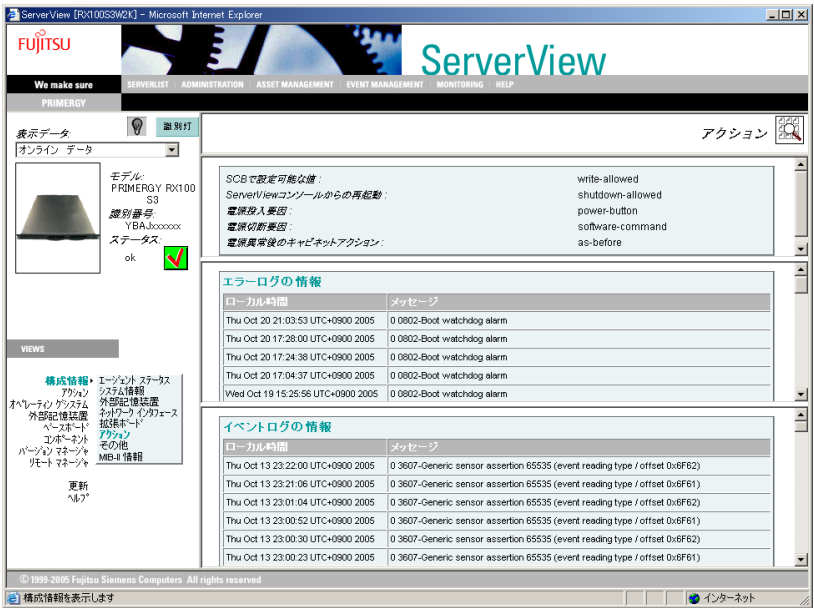 ServerView [RX100S3W2K] - Microsoft Internet Explorer
FUJITSU
ServerView
We make sure
SERVERLIST | ADMINISTRATION | ASSET MANAGEMENT | EVENT MANAGEMENT | MONITORING | HELP
PRIMERGY
表示データ:
識別灯
オンライン データ
アクション
モデル:
PRIMERGY RX100
S3
識別番号:
YBAJxxxxxx
ステータス:
ok
SCBで設定可能な値 : write-allowed
ServerViewコンソールからの再起動 : shutdown-allowed
電源投入要因 : power-button
電源切断要因 : software-command
電源異常後のキャビネットアクション : as-before
エラーログの情報
ローカル時間 メッセージ
Thu Oct 20 21:03:53 UTC+0900 2005 0 0802-Boot watchdog alarm
Thu Oct 20 17:28:00 UTC+0900 2005 0 0802-Boot watchdog alarm
Thu Oct 20 17:24:38 UTC+0900 2005 0 0802-Boot watchdog alarm
Thu Oct 20 17:04:37 UTC+0900 2005 0 0802-Boot watchdog alarm
Wed Oct 19 15:25:56 UTC+0900 2005 0 0802-Boot watchdog alarm
VIEWS
構成情報
アクション
オペレーティングシステム
外部記憶装置
ベースボード
コンポーネント
バージョン マネージャ
リモート マネージャ
更新
ヘルプ
エージェント ステータス
システム情報
外部記憶装置
ネットワーク インタフェース
拡張ボード
アクション
その他
MIB-II 情報
イベントログの情報
ローカル時間 メッセージ
Thu Oct 13 23:22:00 UTC+0900 2005 0 3607-Generic sensor assertion 65535 (event reading type / offset 0x6F62)
Thu Oct 13 23:21:06 UTC+0900 2005 0 3607-Generic sensor assertion 65535 (event reading type / offset 0x6F61)
Thu Oct 13 23:01:04 UTC+0900 2005 0 3607-Generic sensor assertion 65535 (event reading type / offset 0x6F62)
Thu Oct 13 23:00:52 UTC+0900 2005 0 3607-Generic sensor assertion 65535 (event reading type / offset 0x6F61)
Thu Oct 13 23:00:30 UTC+0900 2005 0 3607-Generic sensor assertion 65535 (event reading type / offset 0x6F62)
Thu Oct 13 23:00:23 UTC+0900 2005 0 3607-Generic sensor assertion 65535 (event reading type / offset 0x6F61)
© 1999-2005 Fujitsu Siemens Computers All rights reserved
構成情報を表示します
インターネット